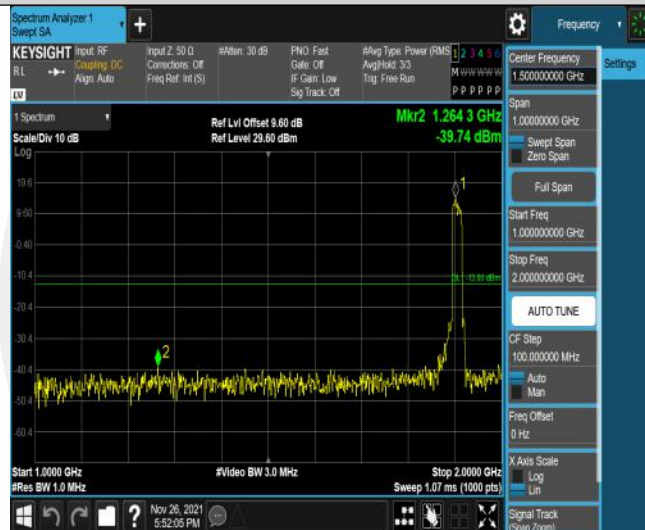 Spectrum Analyzer 1
Swept SA
Frequency
KEYSIGHT
RL
LXI
Input: RF
Coupling: DC
Align: Auto
Input Z: 50 Ω
Corrections: Off
Freq Ref: Int (S)
#Atten: 30 dB
PNO: Fast
Gate: Off
IF Gain: Low
Sig Track: Off
#Avg Type: Power (RMS
Avg|Hold: 3/3
Trig: Free Run
1 2 3 4 5 6
M W W W W W
P P P P P P
1 Spectrum
Scale/Div 10 dB
Log
Ref Lvl Offset 9.60 dB
Ref Level 29.60 dBm
Mkr2 1.264 3 GHz
-39.74 dBm
19.6
9.60
-0.40
-10.4
-20.4
-30.4
-40.4
-50.4
-60.4
1
2
DL1 -13.00 dBm
Start 1.0000 GHz
#Res BW 1.0 MHz
#Video BW 3.0 MHz
Stop 2.0000 GHz
Sweep 1.07 ms (1000 pts)
Nov 26, 2021
5:52:05 PM
Center Frequency
1.500000000 GHz
Settings
Span
1.00000000 GHz
Swept Span
Zero Span
Full Span
Start Freq
1.000000000 GHz
Stop Freq
2.000000000 GHz
AUTO TUNE
CF Step
100.000000 MHz
Auto
Man
Freq Offset
0 Hz
X Axis Scale
Log
Lin
Signal Track
(Span Zoom)